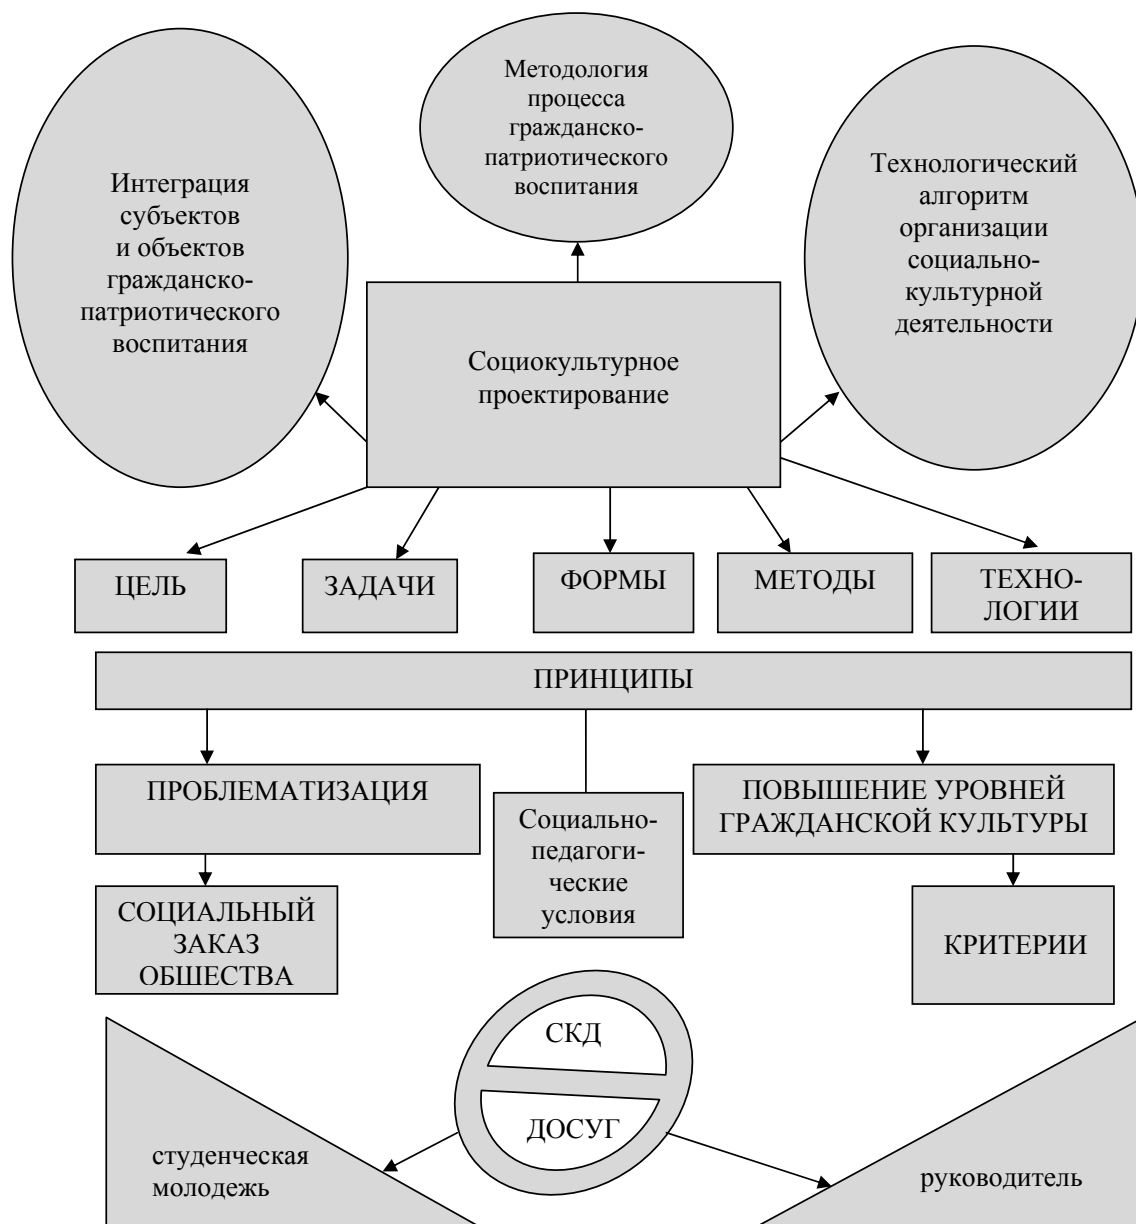 Методология
процесса
гражданско-
патриотического
воспитания
Интеграция
субъектов
и объектов
гражданско-
патриотического
воспитания
Технологический
алгоритм
организации
социально-
культурной
деятельности
Социокультурное
проектирование
ЦЕЛЬ
ЗАДАЧИ
ФОРМЫ
МЕТОДЫ
ТЕХНО-
ЛОГИИ
ПРИНЦИПЫ
ПРОБЛЕМАТИЗАЦИЯ
Социально-
педагоги-
ческие
условия
ПОВЫШЕНИЕ УРОВНЕЙ
ГРАЖДАНСКОЙ КУЛЬТУРЫ
СОЦИАЛЬНЫЙ
ЗАКАЗ
ОБШЕСТВА
КРИТЕРИИ
СКД
ДОСУГ
студенческая
молодежь
руководитель